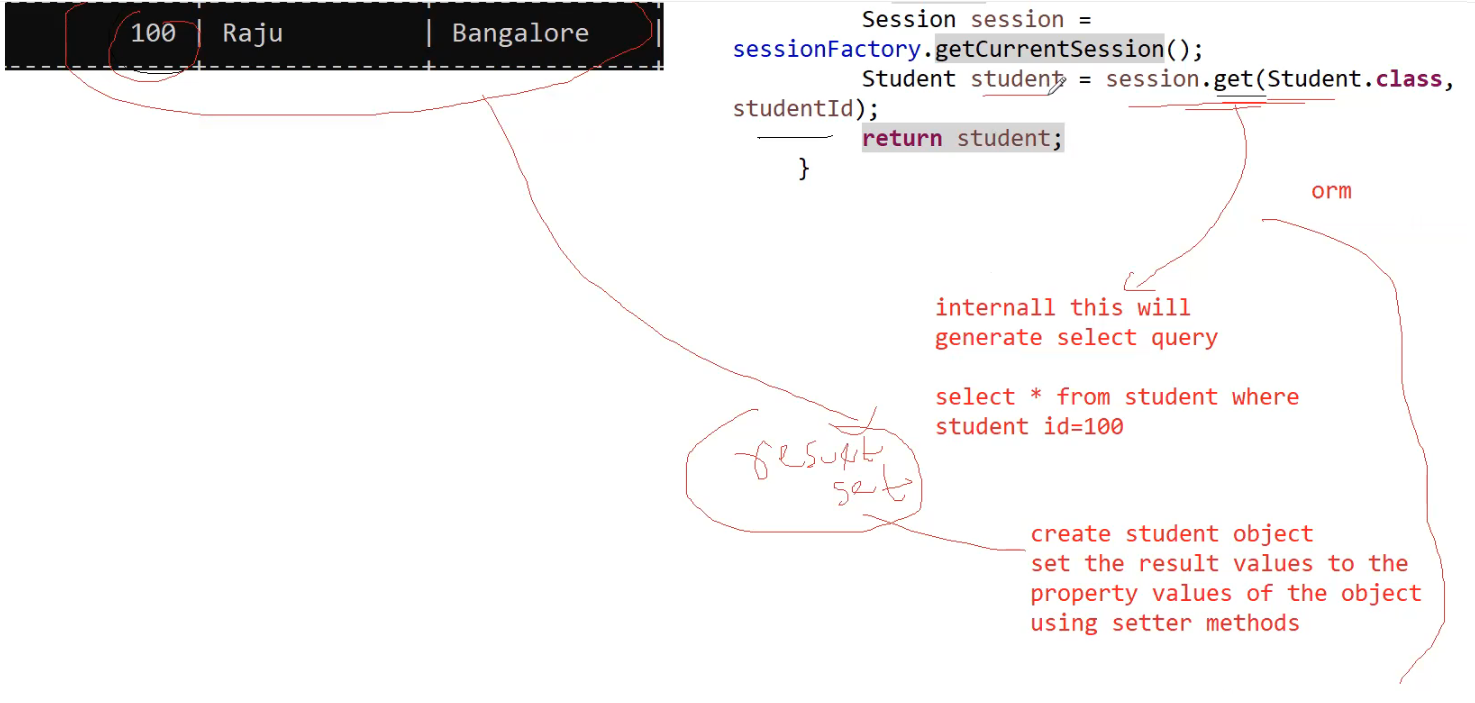 100 | Raju | Bangalore |
Session session =
sessionFactory.getCurrentSession();
Student student = session.get(Student.class,
studentId);
return student;
}
orm
internall this will
generate select query
select * from student where
student id=100
result
set
create student object
set the result values to the
property values of the object
using setter methods